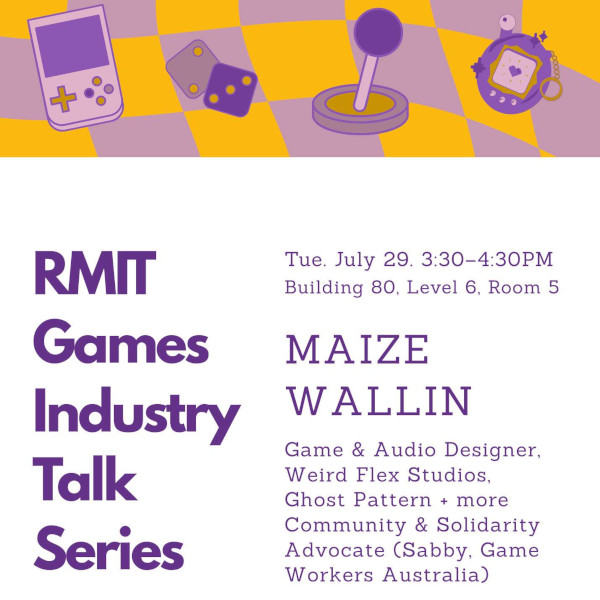 RMIT
Games
Industry
Talk
Series
Tue. July 29. 3:30–4:30PM
Building 80, Level 6, Room 5
MAIZE
WALLIN
Game & Audio Designer,
Weird Flex Studios,
Ghost Pattern + more
Community & Solidarity
Advocate (Sabby, Game
Workers Australia)